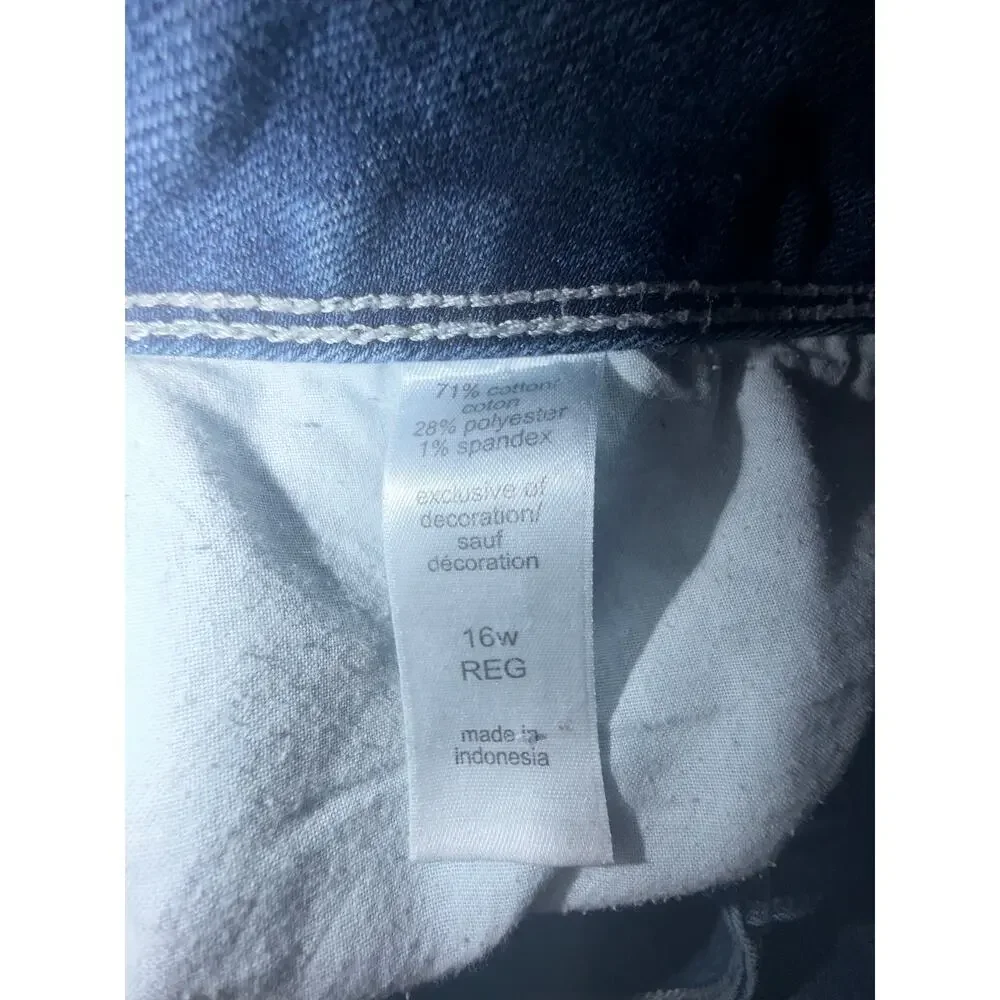 71% cotton/
coton
28% polyester
1% spandex
exclusive of
decoration/
sauf
décoration
16w
REG
made in
indonesia